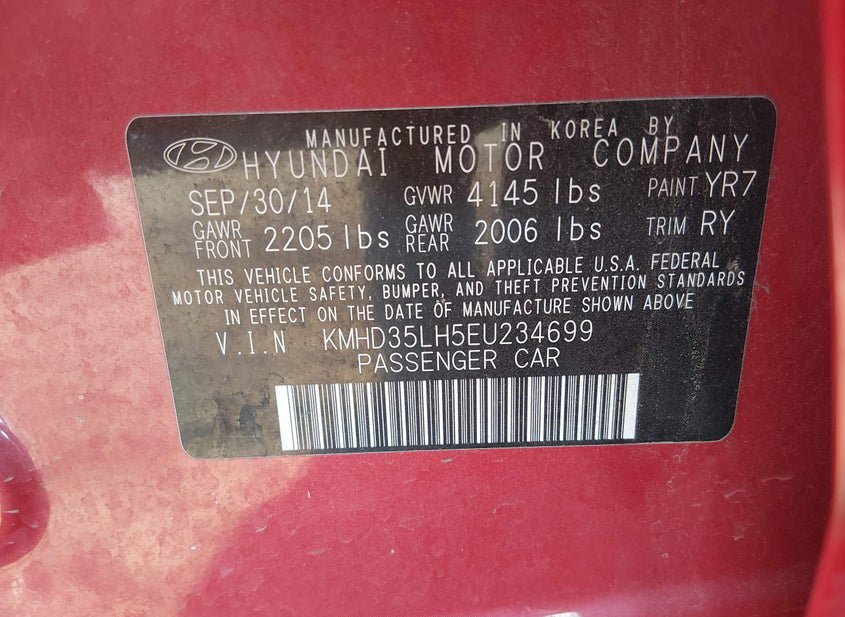 MANUFACTURED IN KOREA BY
HYUNDAI MOTOR COMPANY
SEP/30/14 GVWR 4145 lbs PAINT YR7
GAWR FRONT 2205 lbs GAWR REAR 2006 lbs TRIM RY
THIS VEHICLE CONFORMS TO ALL APPLICABLE U.S.A. FEDERAL
MOTOR VEHICLE SAFETY, BUMPER, AND THEFT PREVENTION STANDARDS
IN EFFECT ON THE DATE OF MANUFACTURE SHOWN ABOVE
V.I.N KMHD35LH5EU234699
PASSENGER CAR